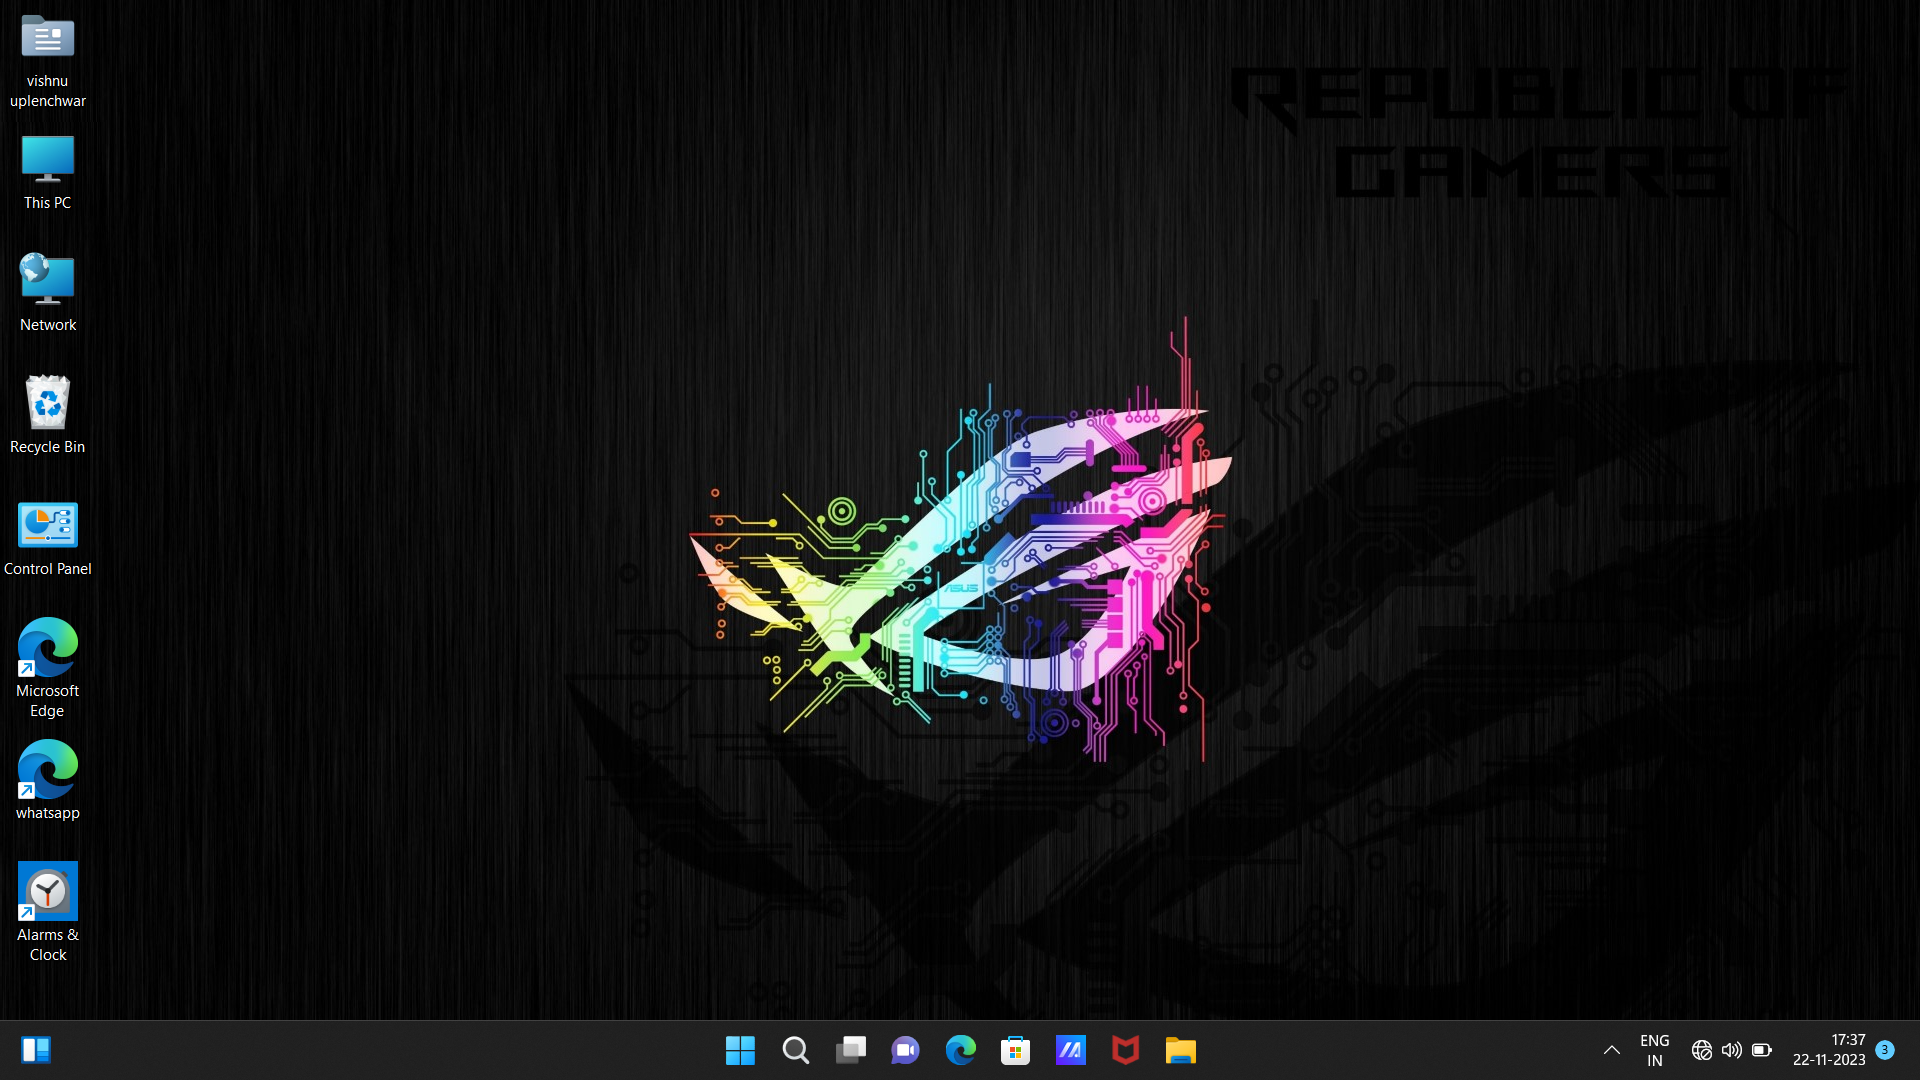 vishnu
uplenchwar
This PC
Network
Recycle Bin
Control Panel
Microsoft
Edge
whatsapp
Alarms &
Clock
REPUBLIC OF
GAMERS
ASUS
ENG
IN
17:37
22-11-2023
3